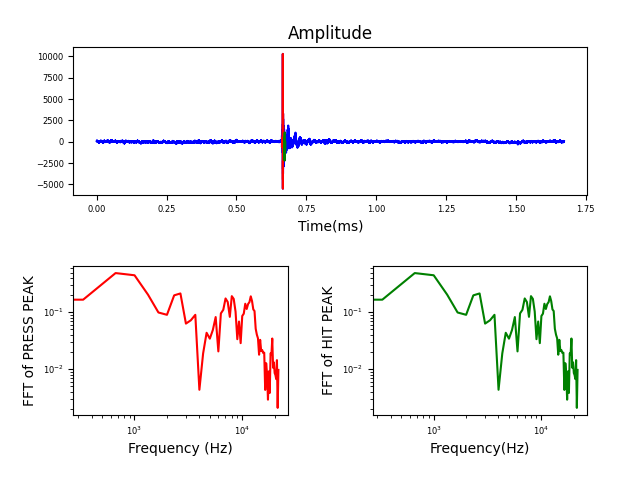 Amplitude
10000
7500
5000
2500
0
−2500
−5000
0.00 0.25 0.50 0.75 1.00 1.25 1.50 1.75
Time(ms)
FFT of PRESS PEAK
10⁻¹
10⁻²
10³ 10⁴
Frequency (Hz)
FFT of HIT PEAK
10⁻¹
10⁻²
10³ 10⁴
Frequency(Hz)